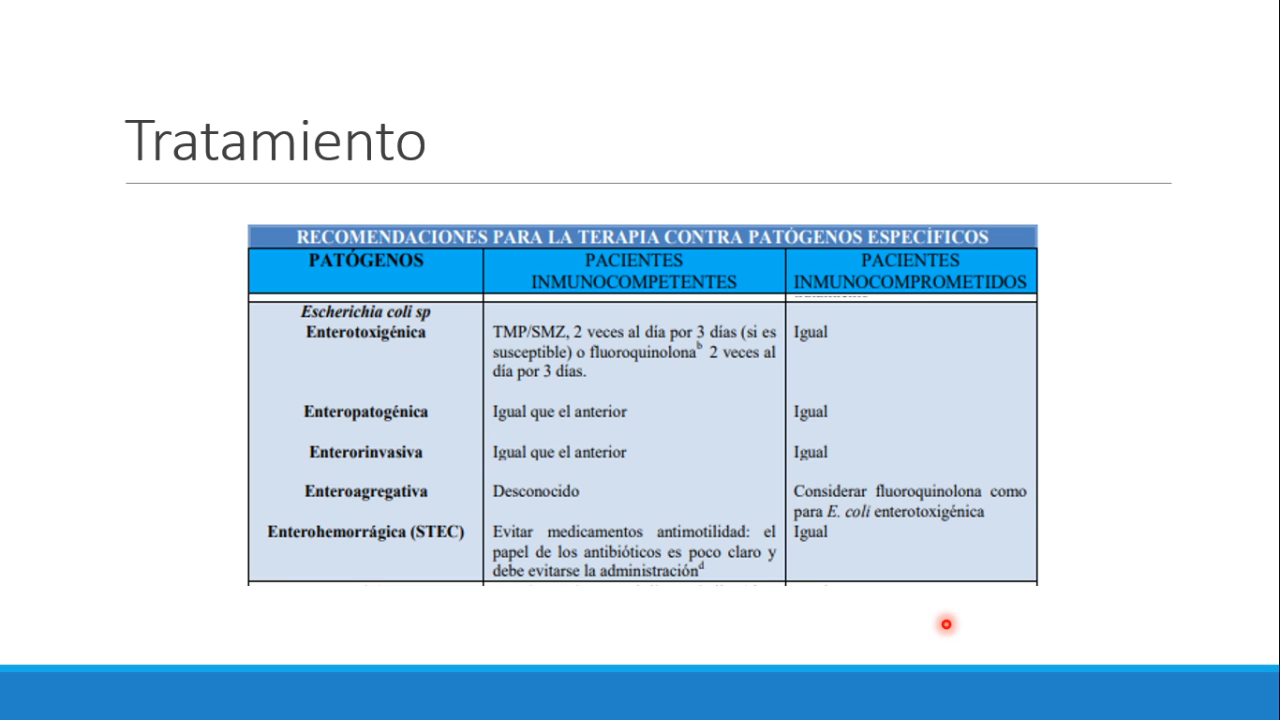 Tratamiento
RECOMENDACIONES PARA LA TERAPIA CONTRA PATÓGENOS ESPECÍFICOS
PATÓGENOS
PACIENTES
INMUNOCOMPETENTES
PACIENTES
INMUNOCOMPROMETIDOS
Escherichia coli sp
Enterotoxigénica
TMP/SMZ, 2 veces al día por 3 días (si es
susceptible) o fluoroquinolonaᵇ 2 veces al
día por 3 días.
Igual
Enteropatogénica
Igual que el anterior
Igual
Enterorinvasiva
Igual que el anterior
Igual
Enteroagregativa
Desconocido
Considerar fluoroquinolona como
para E. coli enterotoxigénica
Enterohemorrágica (STEC)
Evitar medicamentos antimotilidad: el
papel de los antibióticos es poco claro y
debe evitarse la administraciónᵈ
Igual